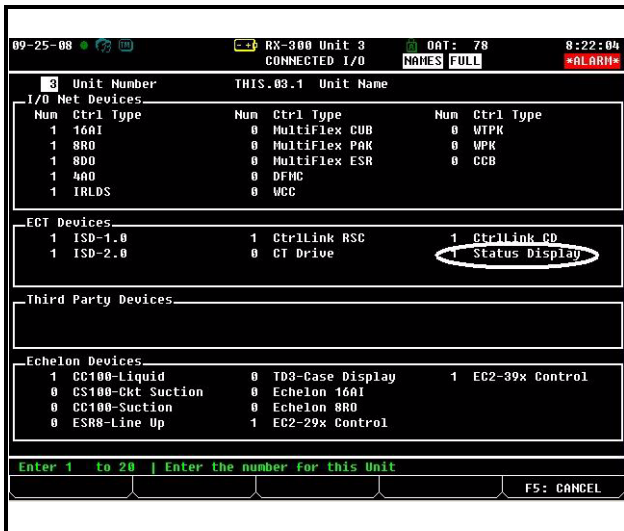 09-25-08 RX-300 Unit 3 OAT: 78 8:22:04
CONNECTED I/O NAMES FULL *ALARM*
3 Unit Number THIS.03.1 Unit Name
I/O Net Devices
Num Ctrl Type Num Ctrl Type Num Ctrl Type
1 16AI 0 MultiFlex CUB 0 WTPK
1 8RO 0 MultiFlex PAK 0 WPK
1 8DO 0 MultiFlex ESR 0 CCB
1 4AO 0 DFMC
1 IRLDS 0 WCC
ECT Devices
1 ISD-1.0 1 CtrlLink RSC 1 CtrlLink CD
1 ISD-2.0 0 CT Drive 1 Status Display
Third Party Devices
Echelon Devices
1 CC100-Liquid 0 TD3-Case Display 1 EC2-39x Control
0 CS100-Ckt Suction 0 Echelon 16AI
0 CC100-Suction 0 Echelon 8RO
0 ESR8-Line Up 1 EC2-29x Control
Enter 1 to 20 | Enter the number for this Unit
F5: CANCEL